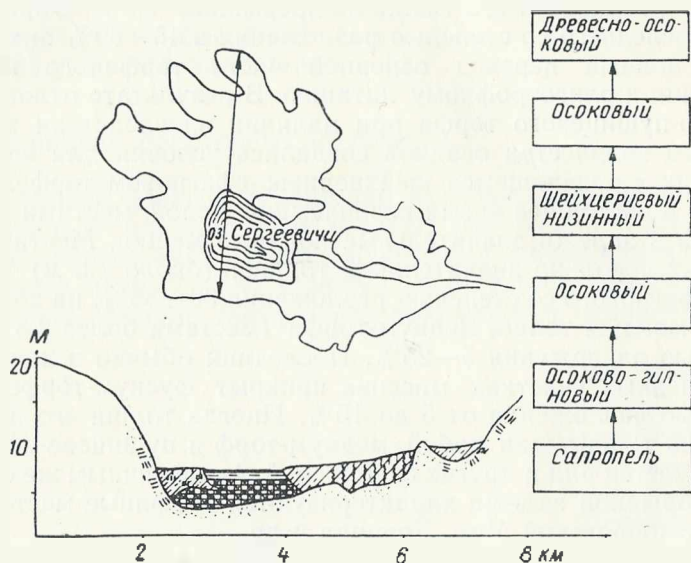 Древесно-осо-
ковый
Осоковый
Шейхцериевый
низинный
Осоковый
Осоково-гип-
новый
Сапропель
оз. Сергеевичи
М
20
10
2
4
6
8 км